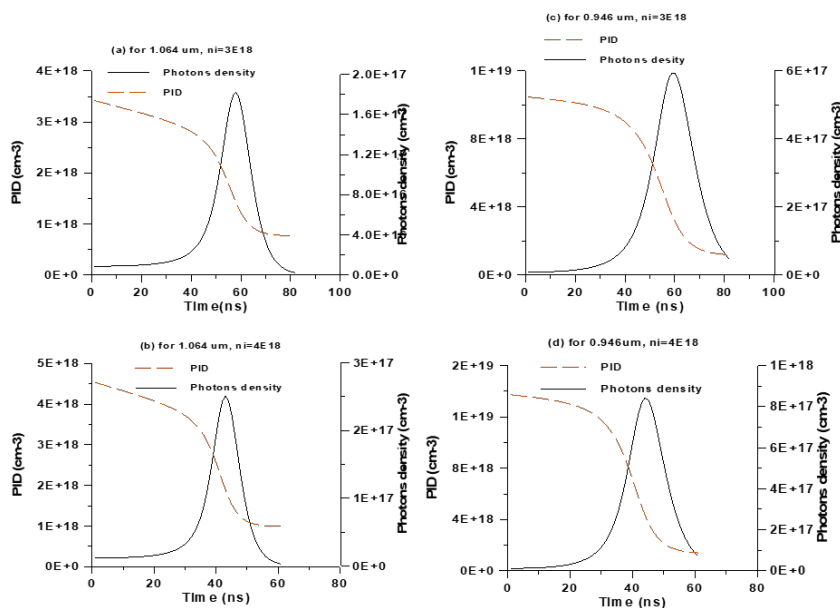 (a) for 1.064 um, ni=3E18
Photons density
PID
4E+18
3E+18
2E+18
1E+18
0E+0
PID (cm-3)
2.0E+17
1.6E+17
1.2E+17
8.0E+16
4.0E+16
0.0E+0
Photons density (cm-3)
0 20 40 60 80 100
TIme(ns)
(c) for 0.946 um, ni=3E18
PID
Photons desity
1E+19
8E+18
4E+18
0E+0
PID (cm-3)
6E+17
4E+17
2E+17
0E+0
Photons density (cm-3)
0 20 40 60 80 100
TIme (ns)
(b) for 1.064 um, ni=4E18
PID
Photons density
5E+18
4E+18
3E+18
2E+18
1E+18
0E+0
PID (cm-3)
3E+17
2E+17
1E+17
0E+0
Photons density (cm-3)
0 20 40 60 80
TIme (ns)
(d) for 0.946um, ni=4E18
PID
Photons density
2E+19
1E+19
8E+18
4E+18
0E+0
PID (cm-3)
1E+18
8E+17
6E+17
4E+17
2E+17
0E+0
Photons density (cm-3)
0 20 40 60 80
TIme (ns)